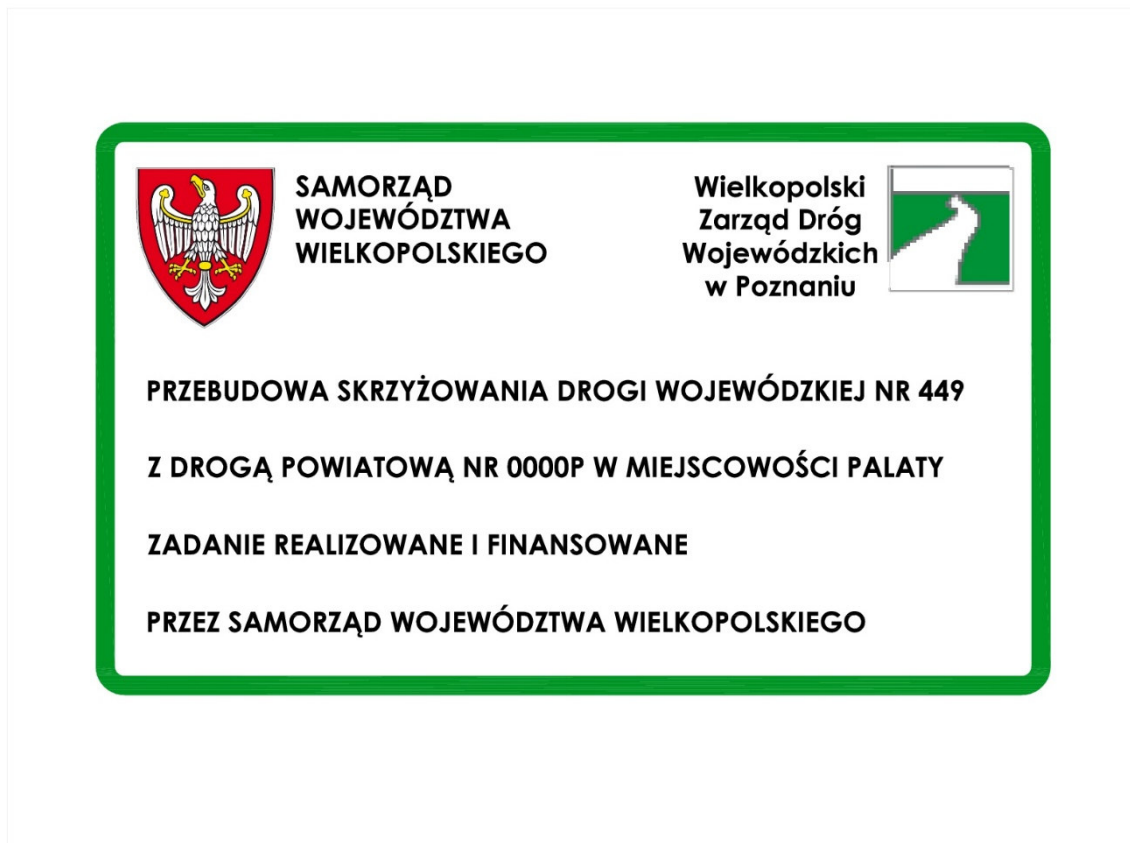 SAMORZĄD
WOJEWÓDZTWA
WIELKOPOLSKIEGO
Wielkopolski
Zarząd Dróg
Wojewódzkich
w Poznaniu
PRZEBUDOWA SKRZYŻOWANIA DROGI WOJEWÓDZKIEJ NR 449
Z DROGĄ POWIATOWĄ NR 0000P W MIEJSCOWOŚCI PALATY
ZADANIE REALIZOWANE I FINANSOWANE
PRZEZ SAMORZĄD WOJEWÓDZTWA WIELKOPOLSKIEGO